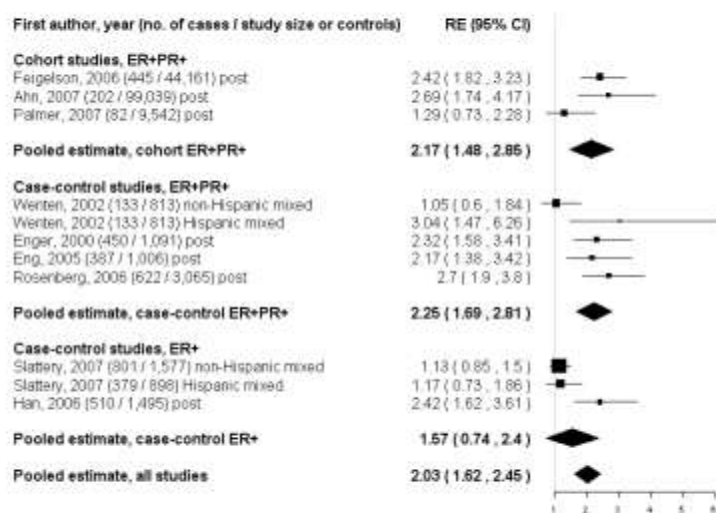 First author, year (no. of cases / study size or controls) RE (95% CI)
Cohort studies, ER+PR+
Feigelson, 2006 (445 / 44,161) post 2.42 ( 1.82 , 3.23 )
Ahn, 2007 (202 / 99,039) post 2.69 ( 1.74 , 4.17 )
Palmer, 2007 (82 / 9,542) post 1.29 ( 0.73 , 2.28 )
Pooled estimate, cohort ER+PR+ 2.17 ( 1.48 , 2.85 )
Case-control studies, ER+PR+
Wenten, 2002 (133 / 813) non-Hispanic mixed 1.05 ( 0.6 , 1.84 )
Wenten, 2002 (133 / 813) Hispanic mixed 3.04 ( 1.47 , 6.26 )
Enger, 2000 (450 / 1,091) post 2.32 ( 1.58 , 3.41 )
Eng, 2005 (387 / 1,006) post 2.17 ( 1.38 , 3.42 )
Rosenberg, 2006 (622 / 3,065) post 2.7 ( 1.9 , 3.8 )
Pooled estimate, case-control ER+PR+ 2.25 ( 1.69 , 2.81 )
Case-control studies, ER+
Slattery, 2007 (801 / 1,577) non-Hispanic mixed 1.13 ( 0.85 , 1.5 )
Slattery, 2007 (379 / 898) Hispanic mixed 1.17 ( 0.73 , 1.86 )
Han, 2006 (510 / 1,495) post 2.42 ( 1.62 , 3.61 )
Pooled estimate, case-control ER+ 1.57 ( 0.74 , 2.4 )
Pooled estimate, all studies 2.03 ( 1.62 , 2.45 )
1 2 3 4 5 6